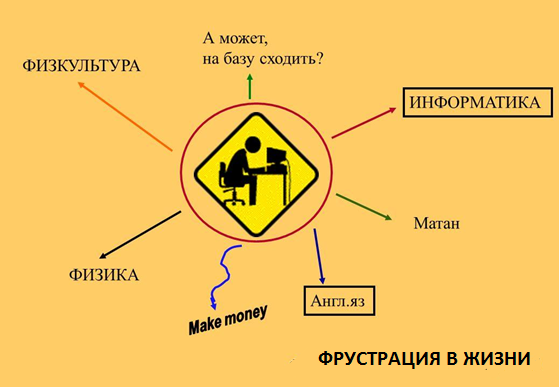 А может,
на базу сходить?
ФИЗКУЛЬТУРА
ИНФОРМАТИКА
Матан
ФИЗИКА
Англ.яз
Make money
ФРУСТРАЦИЯ В ЖИЗНИ